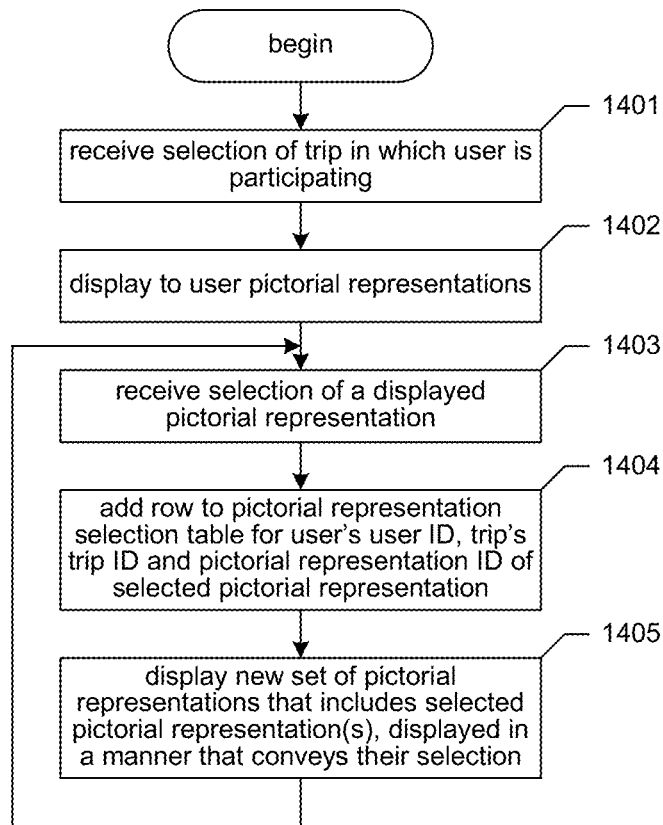 begin
1401
receive selection of trip in which user is
participating
1402
display to user pictorial representations
1403
receive selection of a displayed
pictorial representation
1404
add row to pictorial representation
selection table for user's user ID, trip's
trip ID and pictorial representation ID of
selected pictorial representation
1405
display new set of pictorial
representations that includes selected
pictorial representation(s), displayed in
a manner that conveys their selection